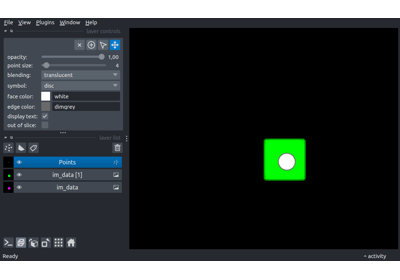 File View Plugins Window Help
layer controls
opacity: 1,00
point size: 4
blending: translucent
symbol: disc
face color: white
edge color: dimgrey
display text:
out of slice:
layer list
Points
im_data [1]
im_data
Ready activity